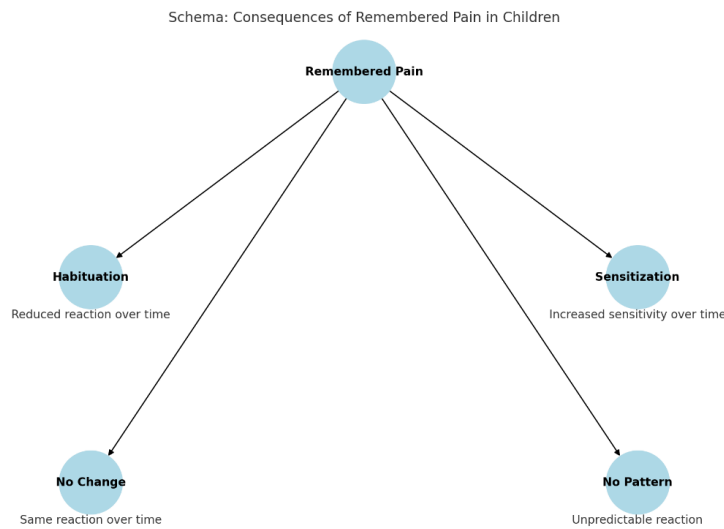 Schema: Consequences of Remembered Pain in Children
Remembered Pain
Habituation
Reduced reaction over time
Sensitization
Increased sensitivity over time
No Change
Same reaction over time
No Pattern
Unpredictable reaction